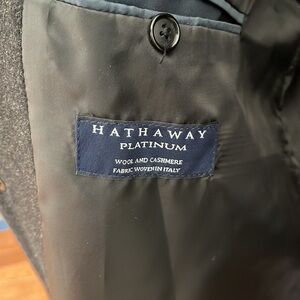 HATHAWAY
PLATINUM
WOOL AND CASHMERE
FABRIC WOVEN IN ITALY